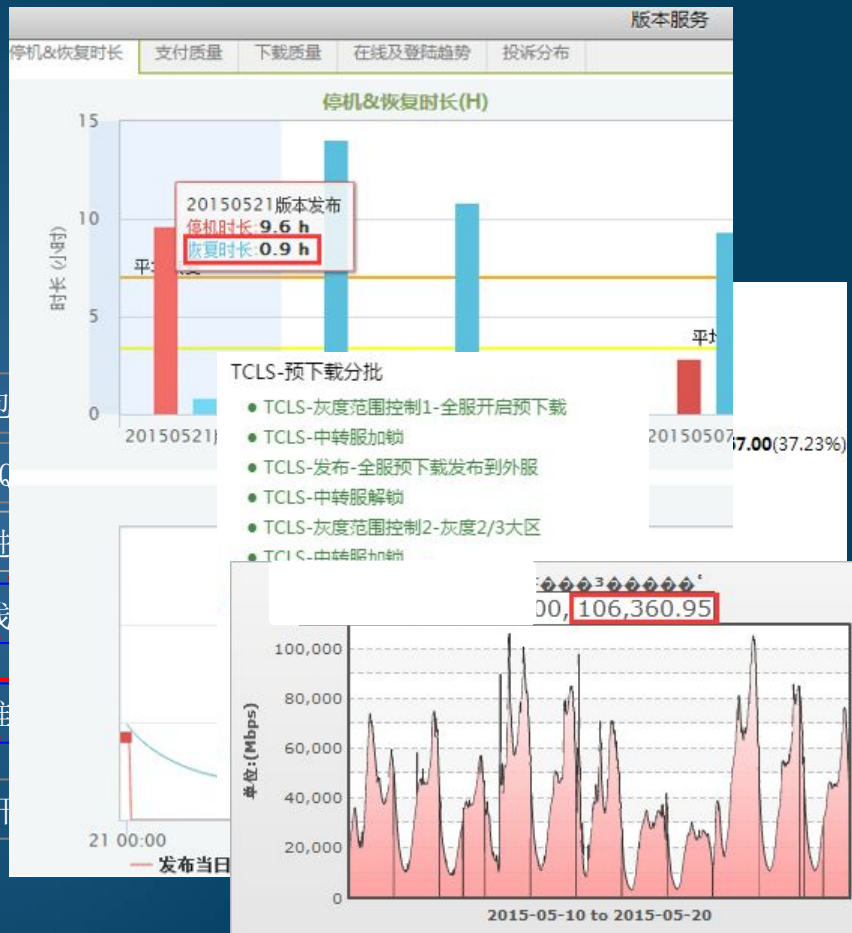 版本服务
停机&恢复时长 支付质量 下载质量 在线及登陆趋势 投诉分布
停机&恢复时长(H)
15
10
5
0
时长 (小时)
20150521版本发布
停机时长:9.6 h
恢复时长:0.9 h
平均
平
20150521
20150507
7.00(37.23%)
TCLS-预下载分批
TCLS-灰度范围控制1-全服开启预下载
TCLS-中转服加锁
TCLS-发布-全服预下载发布到外服
TCLS-中转服解锁
TCLS-灰度范围控制2-灰度2/3大区
TCLS-中转服加锁
00, 106,360.95
单位:(Mbps)
100,000
80,000
60,000
40,000
20,000
0
2015-05-10 to 2015-05-20
21 00:00
发布当日